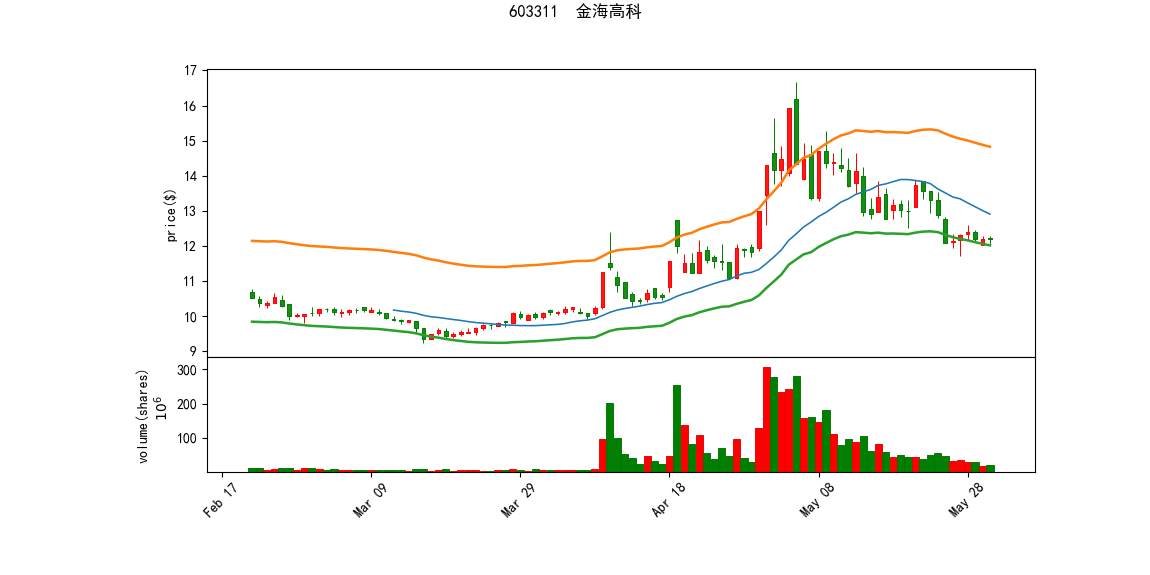 603311 金海高科
17
16
15
14
13
12
11
10
9
price($)
300
200
100
volume(shares)
10^6
Feb 17
Mar 09
Mar 29
Apr 18
May 08
May 28